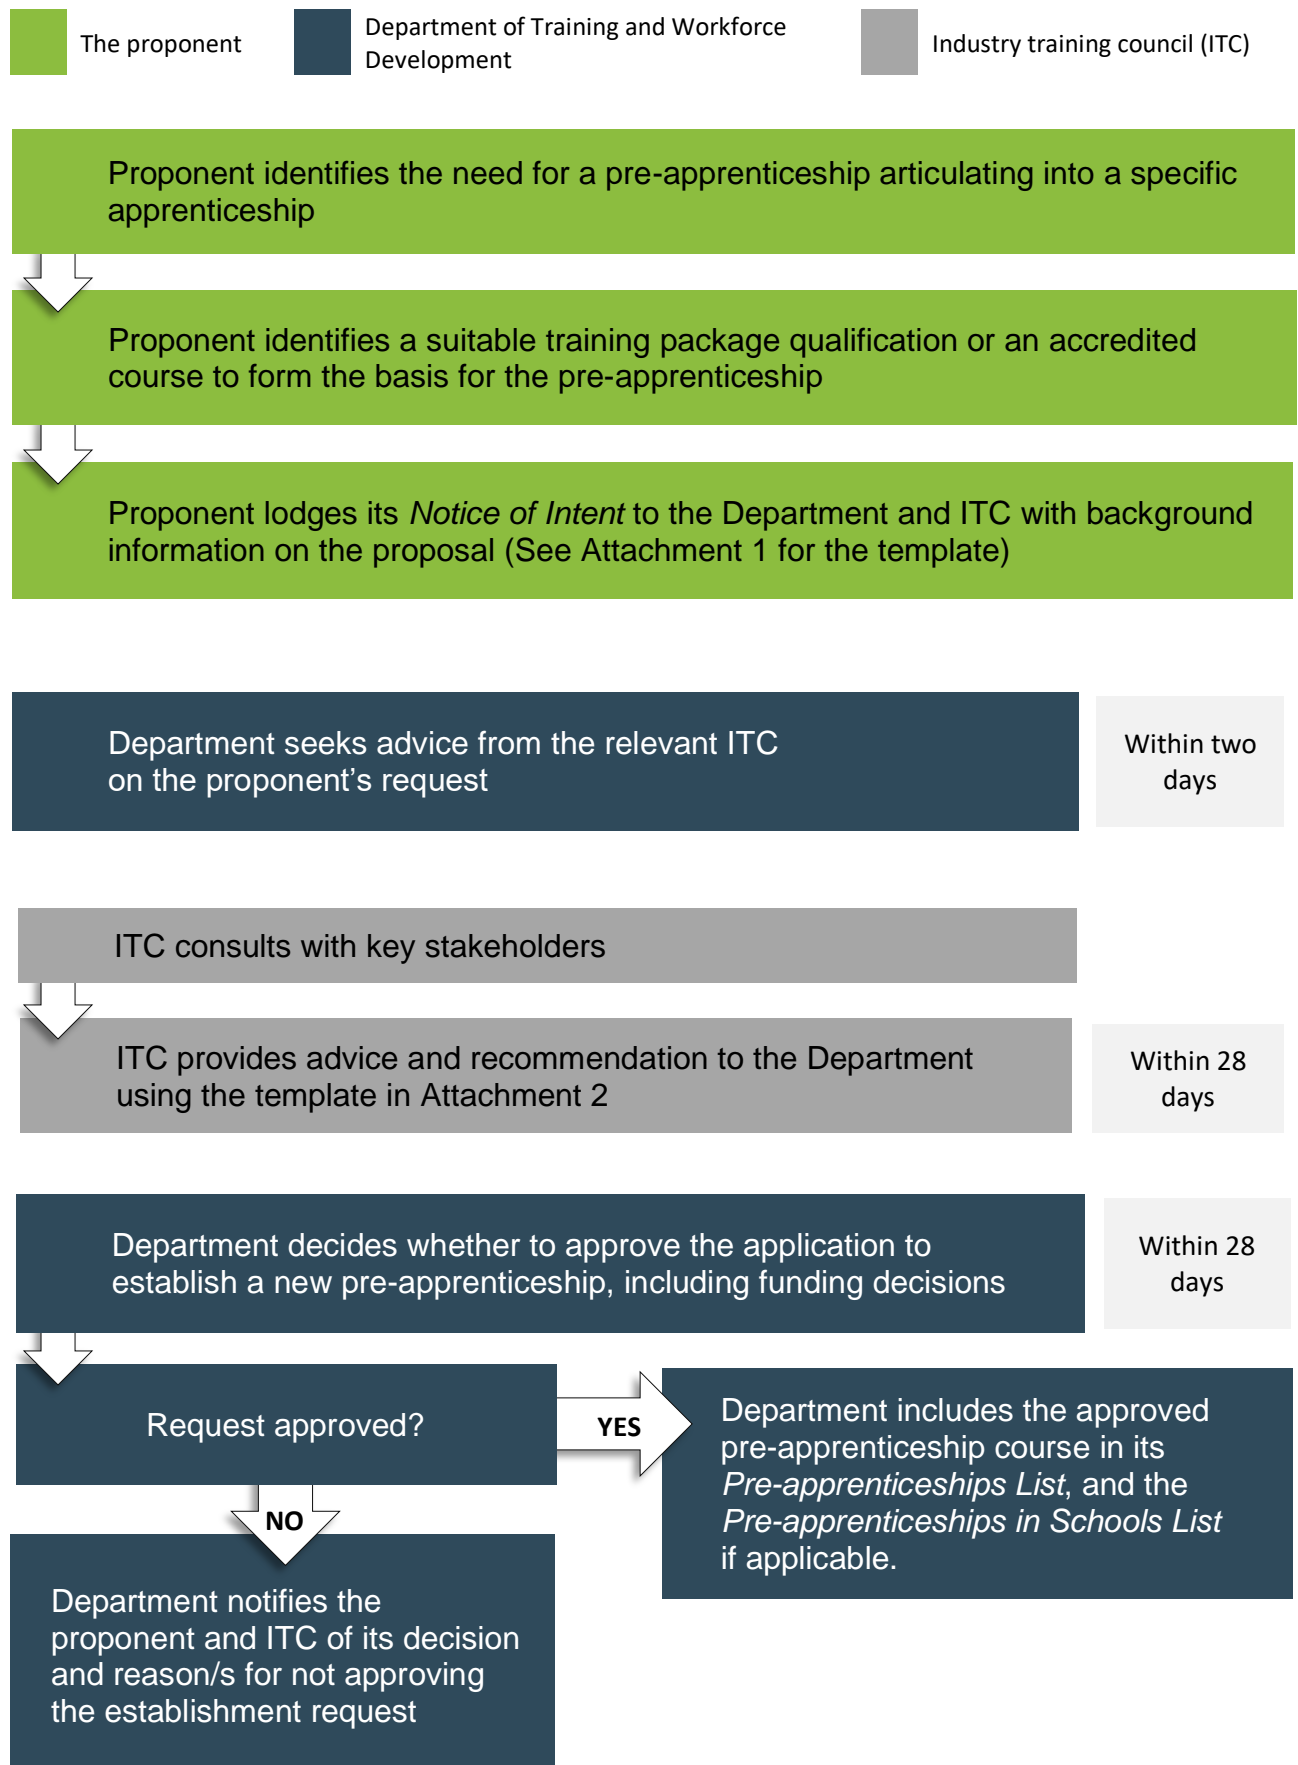 The proponent
Department of Training and Workforce
Development
Industry training council (ITC)
Proponent identifies the need for a pre-apprenticeship articulating into a specific
apprenticeship
Proponent identifies a suitable training package qualification or an accredited
course to form the basis for the pre-apprenticeship
Proponent lodges its Notice of Intent to the Department and ITC with background
information on the proposal (See Attachment 1 for the template)
Department seeks advice from the relevant ITC
on the proponent’s request
Within two
days
ITC consults with key stakeholders
ITC provides advice and recommendation to the Department
using the template in Attachment 2
Within 28
days
Department decides whether to approve the application to
establish a new pre-apprenticeship, including funding decisions
Within 28
days
Request approved?
YES
Department includes the approved
pre-apprenticeship course in its
Pre-apprenticeships List, and the
Pre-apprenticeships in Schools List
if applicable.
NO
Department notifies the
proponent and ITC of its decision
and reason/s for not approving
the establishment request